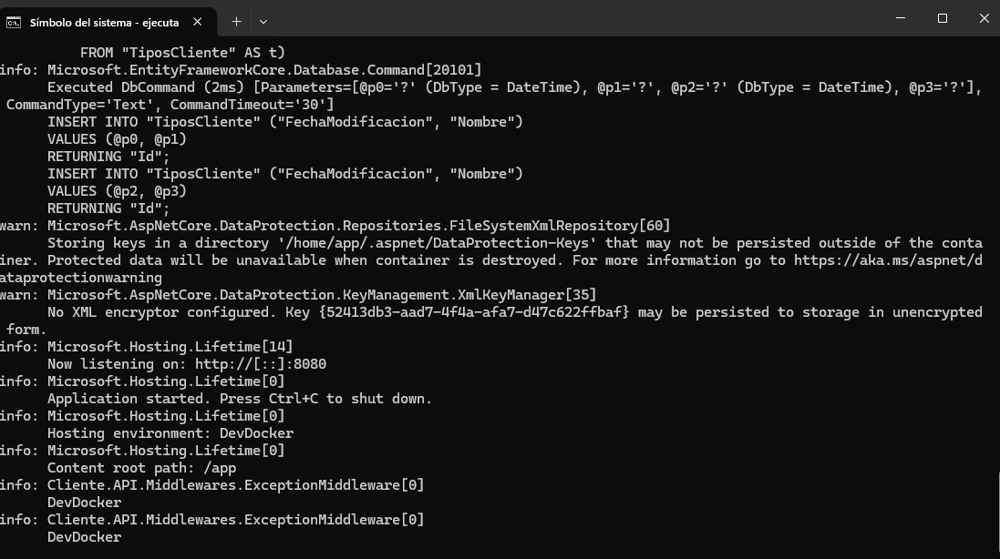 Símbolo del sistema - ejecuta
FROM "TiposCliente" AS t)
info: Microsoft.EntityFrameworkCore.Database.Command[20101]
Executed DbCommand (2ms) [Parameters=[@p0='?' (DbType = DateTime), @p1='?', @p2='?' (DbType = DateTime), @p3='?'],
CommandType='Text', CommandTimeout='30']
INSERT INTO "TiposCliente" ("FechaModificacion", "Nombre")
VALUES (@p0, @p1)
RETURNING "Id";
INSERT INTO "TiposCliente" ("FechaModificacion", "Nombre")
VALUES (@p2, @p3)
RETURNING "Id";
warn: Microsoft.AspNetCore.DataProtection.Repositories.FileSystemXmlRepository[60]
Storing keys in a directory '/home/app/.aspnet/DataProtection-Keys' that may not be persisted outside of the conta
iner. Protected data will be unavailable when container is destroyed. For more information go to https://aka.ms/aspnet/d
ataprotectionwarning
warn: Microsoft.AspNetCore.DataProtection.KeyManagement.XmlKeyManager[35]
No XML encryptor configured. Key {52413db3-aad7-4f4a-afa7-d47c622ffbaf} may be persisted to storage in unencrypted
form.
info: Microsoft.Hosting.Lifetime[14]
Now listening on: http://[::]:8080
info: Microsoft.Hosting.Lifetime[0]
Application started. Press Ctrl+C to shut down.
info: Microsoft.Hosting.Lifetime[0]
Hosting environment: DevDocker
info: Microsoft.Hosting.Lifetime[0]
Content root path: /app
info: Cliente.API.Middlewares.ExceptionMiddleware[0]
DevDocker
info: Cliente.API.Middlewares.ExceptionMiddleware[0]
DevDocker